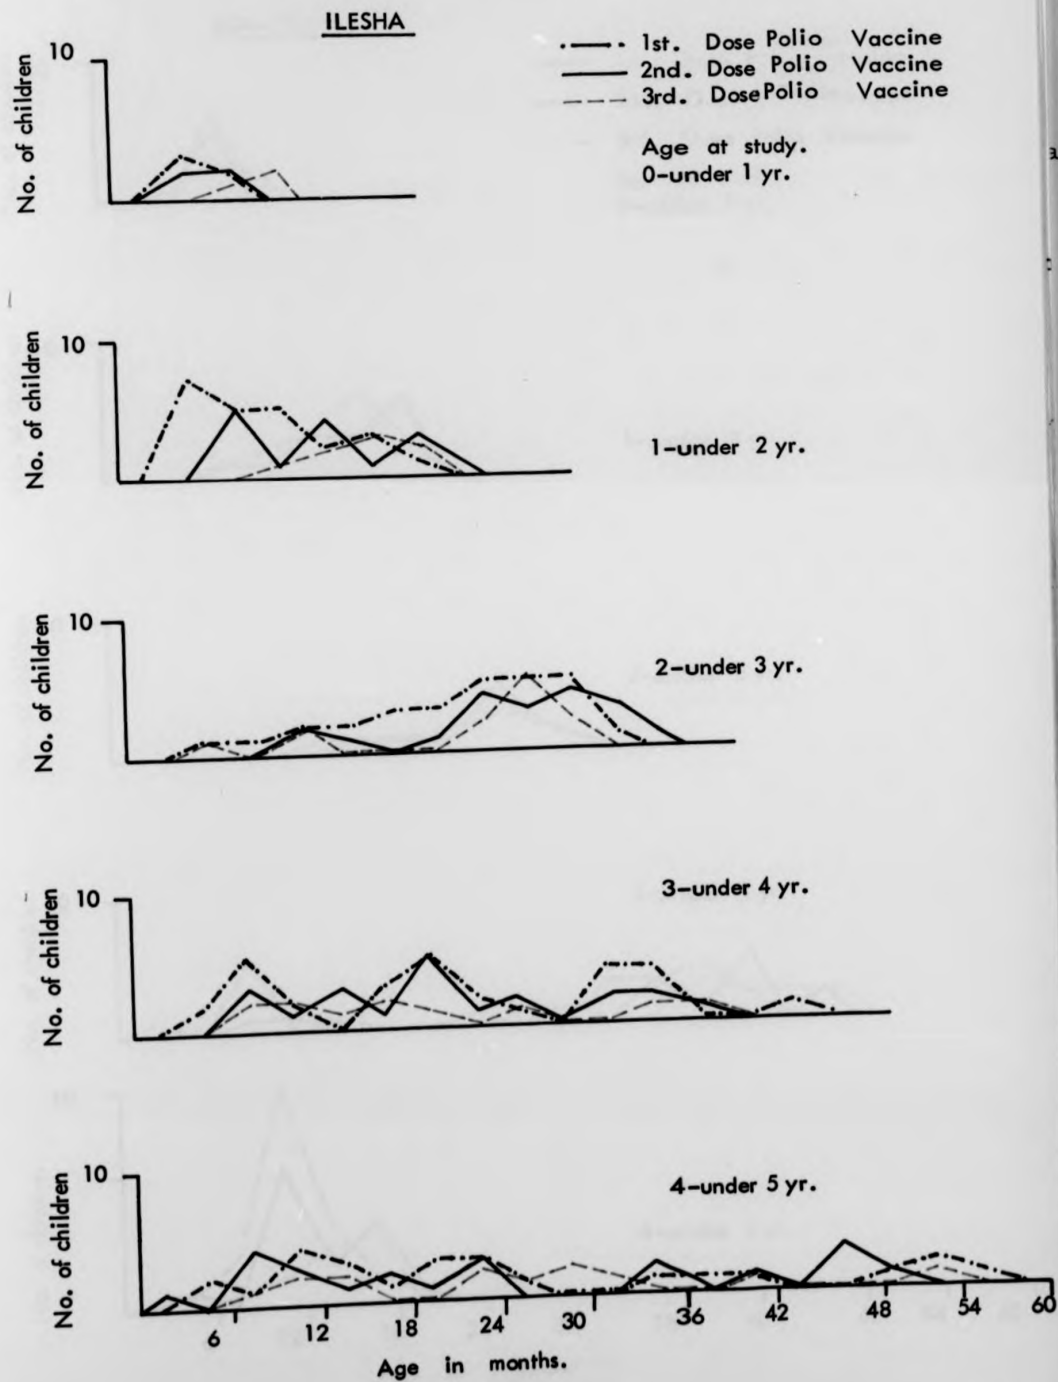 ILESHA
1st. Dose Polio Vaccine
2nd. Dose Polio Vaccine
3rd. Dose Polio Vaccine
Age at study.
0-under 1 yr.
10
No. of children
10
No. of children
1-under 2 yr.
10
No. of children
2-under 3 yr.
10
No. of children
3-under 4 yr.
10
No. of children
4-under 5 yr.
6 12 18 24 30 36 42 48 54 60
Age in months.